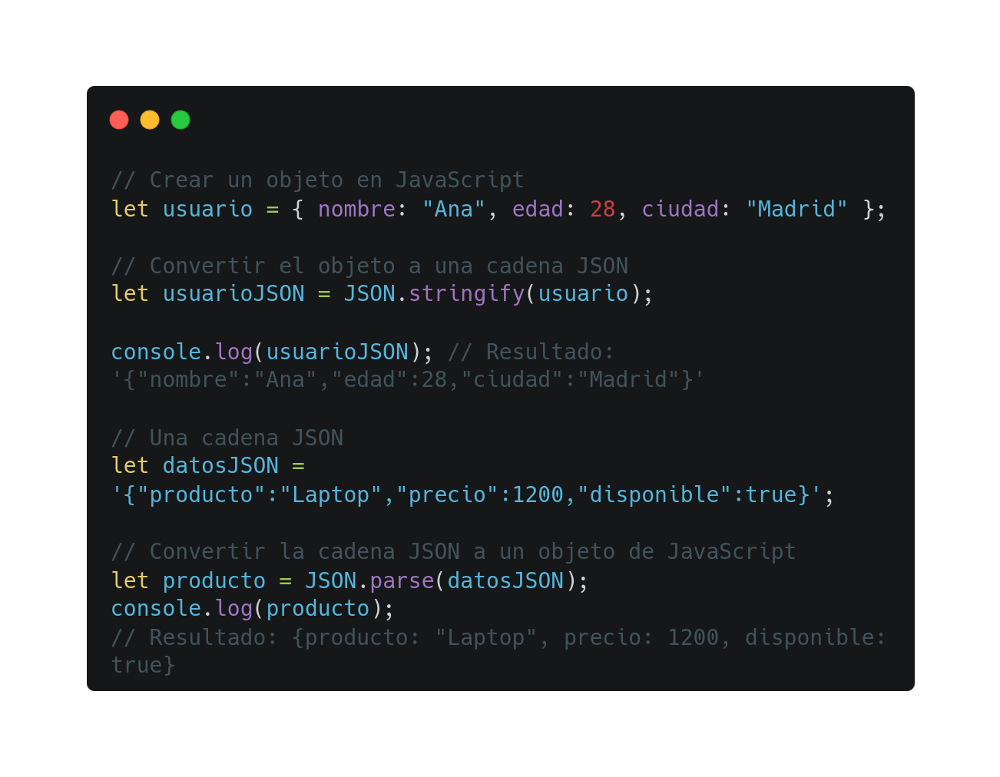 // Crear un objeto en JavaScript
let usuario = { nombre: "Ana", edad: 28, ciudad: "Madrid" };
// Convertir el objeto a una cadena JSON
let usuarioJSON = JSON.stringify(usuario);
console.log(usuarioJSON); // Resultado:
'{"nombre":"Ana","edad":28,"ciudad":"Madrid"}'
// Una cadena JSON
let datosJSON =
'{"producto":"Laptop","precio":1200,"disponible":true}';
// Convertir la cadena JSON a un objeto de JavaScript
let producto = JSON.parse(datosJSON);
console.log(producto);
// Resultado: {producto: "Laptop", precio: 1200, disponible:
true}